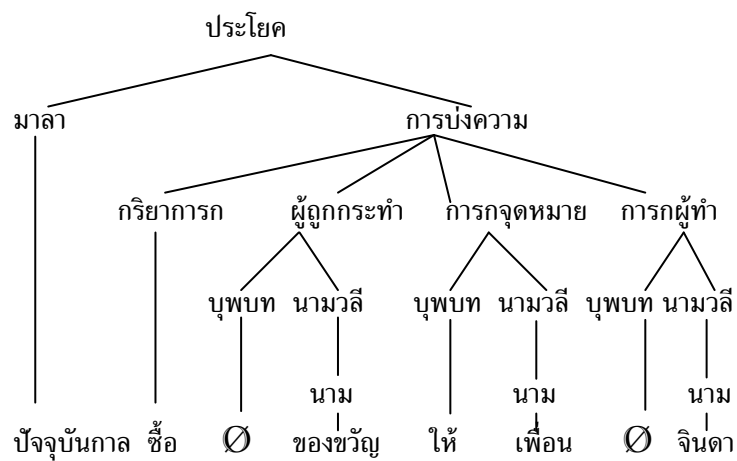 ประโยค
มาลา การบ่งความ
กริยาการก ผู้ถูกกระทำ การกจุดหมาย การกผู้ทำ
บุพบท นามวลี บุพบท นามวลี บุพบท นามวลี
นาม นาม นาม
ปัจจุบันกาล ซื้อ Ø ของขวัญ ให้ เพื่อน Ø จินดา